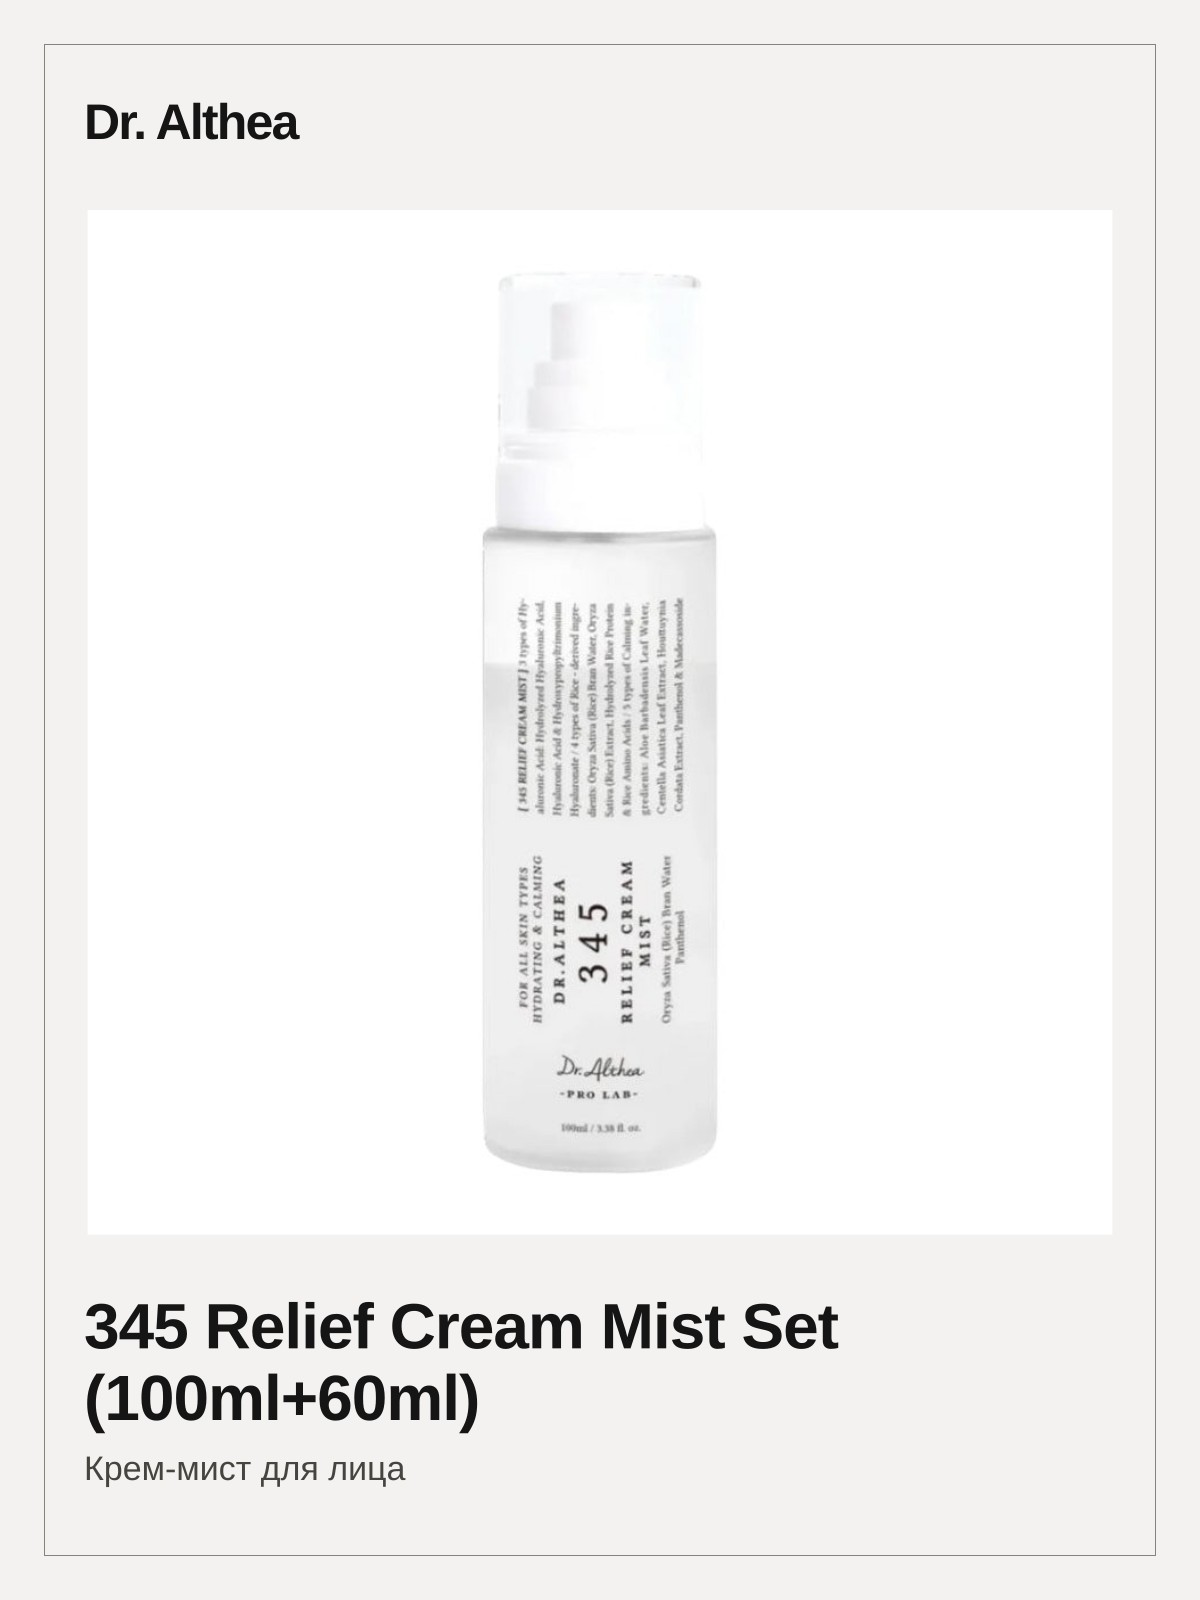 Dr. Althea
[ 345 RELIEF CREAM MIST ] 3 types of Hy-
aluronic Acid: Hydrolyzed Hyaluronic Acid,
Hyaluronic Acid & Hydroxypropyltrimonium
Hyaluronate / 4 types of Rice - derived ingre-
dients: Oryza Sativa (Rice) Bran Water, Oryza
Sativa (Rice) Extract, Hydrolyzed Rice Protein
& Rice Amino Acids / 5 types of Calming in-
gredients: Aloe Barbadensis Leaf Water,
Centella Asiatica Leaf Extract, Houttuynia
Cordata Extract, Panthenol & Madecassoside
FOR ALL SKIN TYPES
HYDRATING & CALMING
DR.ALTHEA
345
RELIEF CREAM
MIST
Oryza Sativa (Rice) Bran Water
Panthenol
Dr.Althea
-PRO LAB-
100ml / 3.38 fl. oz.
345 Relief Cream Mist Set
(100ml+60ml)
Крем-мист для лица